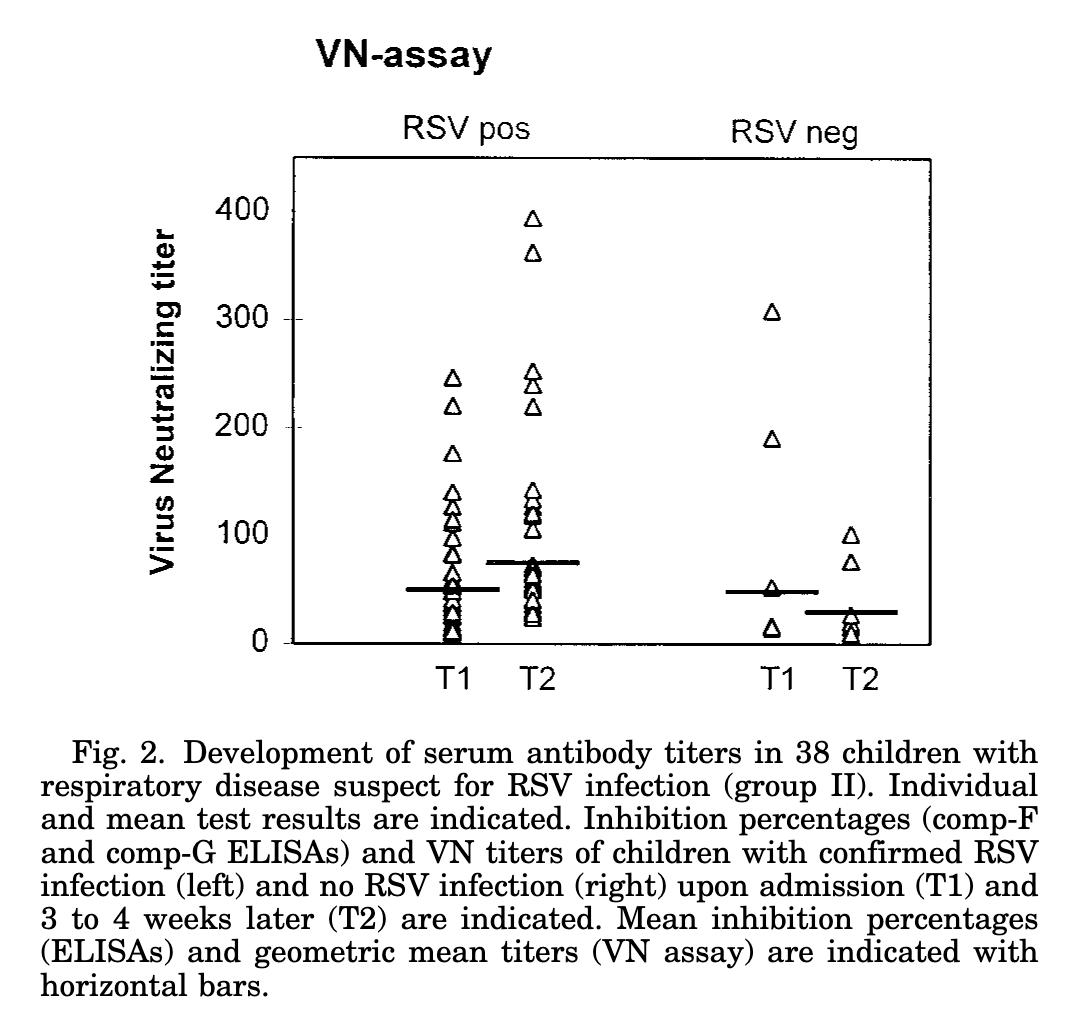 VN-assay
RSV pos
RSV neg
Virus Neutralizing titer
400
300
200
100
0
T1
T2
T1
T2
Fig. 2. Development of serum antibody titers in 38 children with
respiratory disease suspect for RSV infection (group II). Individual
and mean test results are indicated. Inhibition percentages (comp-F
and comp-G ELISAs) and VN titers of children with confirmed RSV
infection (left) and no RSV infection (right) upon admission (T1) and
3 to 4 weeks later (T2) are indicated. Mean inhibition percentages
(ELISAs) and geometric mean titers (VN assay) are indicated with
horizontal bars.